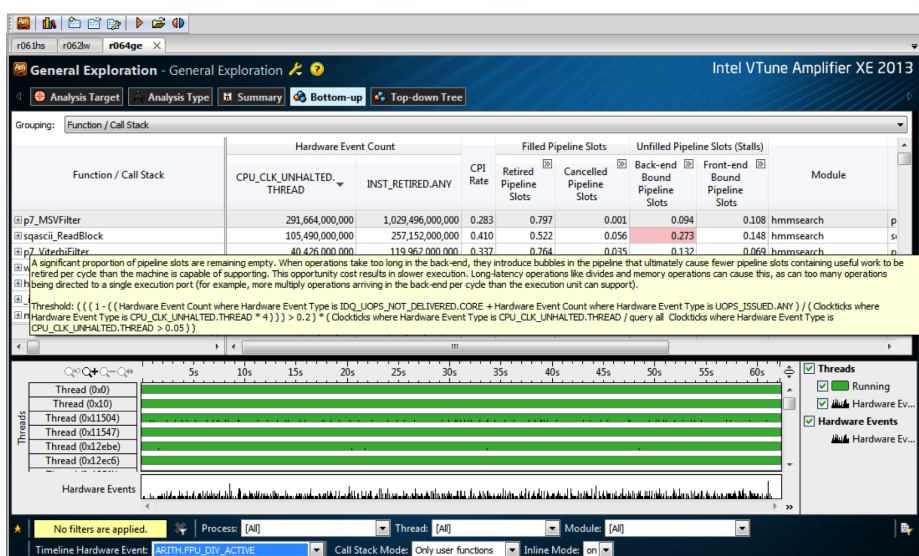 r061hs r062lw r064ge
General Exploration - General Exploration
Intel VTune Amplifier XE 2013
Analysis Target Analysis Type Summary Bottom-up Top-down Tree
Grouping: Function / Call Stack
Function / Call Stack
Hardware Event Count
CPU_CLK_UNHALTED.
THREAD
INST_RETIRED.ANY
CPI
Rate
Filled Pipeline Slots
Retired
Pipeline
Slots
Cancelled
Pipeline
Slots
Unfilled Pipeline Slots (Stalls)
Back-end
Bound
Pipeline
Slots
Front-end
Bound
Pipeline
Slots
Module
p7_MSVFilter 291,664,000,000 1,029,496,000,000 0.283 0.797 0.001 0.094 0.108 hmmsearch p
sqascii_ReadBlock 105,490,000,000 257,152,000,000 0.410 0.522 0.056 0.273 0.148 hmmsearch
p7_ViterbiFilter 40,426,000,000 119,962,000,000 0.337 0.764 0.035 0.132 0.069 hmmsearch p
A significant proportion of pipeline slots are remaining empty. When operations take too long in the back-end, they introduce bubbles in the pipeline that ultimately cause fewer pipeline slots containing useful work to be
retired per cycle than the machine is capable of supporting. This opportunity cost results in slower execution. Long-latency operations like divides and memory operations can cause this, as can too many operations
being directed to a single execution port (for example, more multiply operations arriving in the back-end per cycle than the execution unit can support).
Threshold: ( ( ( 1 - ( ( Hardware Event Count where Hardware Event Type is IDQ_UOPS_NOT_DELIVERED.CORE + Hardware Event Count where Hardware Event Type is UOPS_ISSUED.ANY ) / ( Clockticks where
Hardware Event Type is CPU_CLK_UNHALTED.THREAD * 4 ) ) ) > 0.2 ) * ( Clockticks where Hardware Event Type is CPU_CLK_UNHALTED.THREAD / query all Clockticks where Hardware Event Type is
CPU_CLK_UNHALTED.THREAD > 0.05 ) )
5s 10s 15s 20s 25s 30s 35s 40s 45s 50s 55s 60s
Threads
Thread (0x0)
Thread (0x10)
Thread (0x11504)
Thread (0x11547)
Thread (0x12ebe)
Thread (0x12ec6)
Hardware Events
Threads
Running
Hardware Ev...
Hardware Events
Hardware Ev...
No filters are applied. Process: [All] Thread: [All] Module: [All]
Timeline Hardware Event: ARITH.FPU_DIV_ACTIVE Call Stack Mode: Only user functions Inline Mode: on